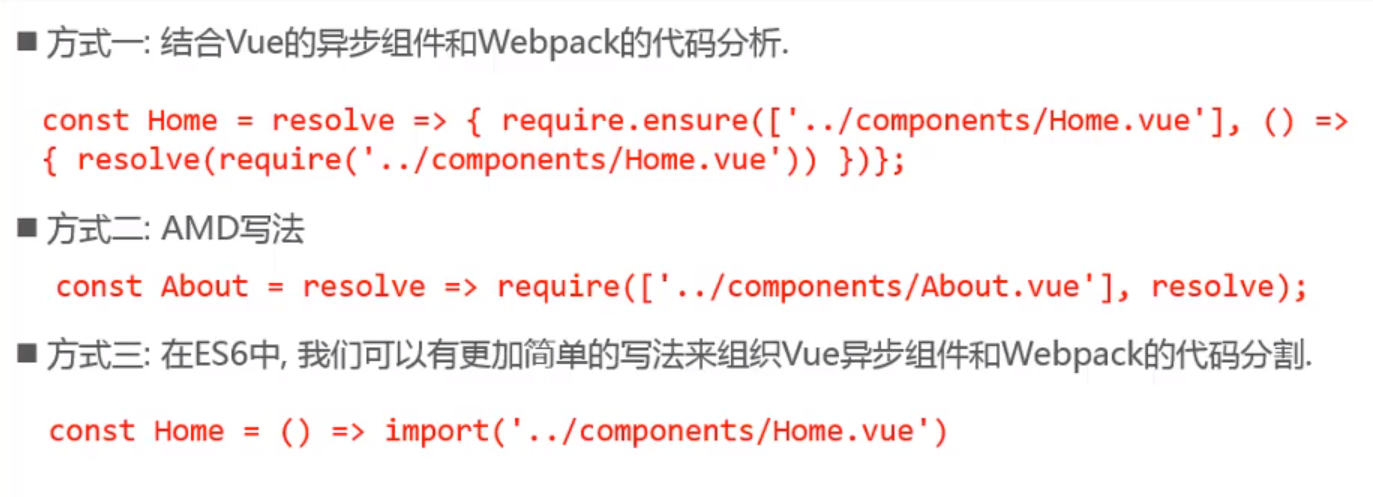 ■ 方式一: 结合Vue的异步组件和Webpack的代码分析.
const Home = resolve => { require.ensure(['../components/Home.vue'], () =>
{ resolve(require('../components/Home.vue')) })};
■ 方式二: AMD写法
const About = resolve => require(['../components/About.vue'], resolve);
■ 方式三: 在ES6中, 我们可以有更加简单的写法来组织Vue异步组件和Webpack的代码分割.
const Home = () => import('../components/Home.vue')